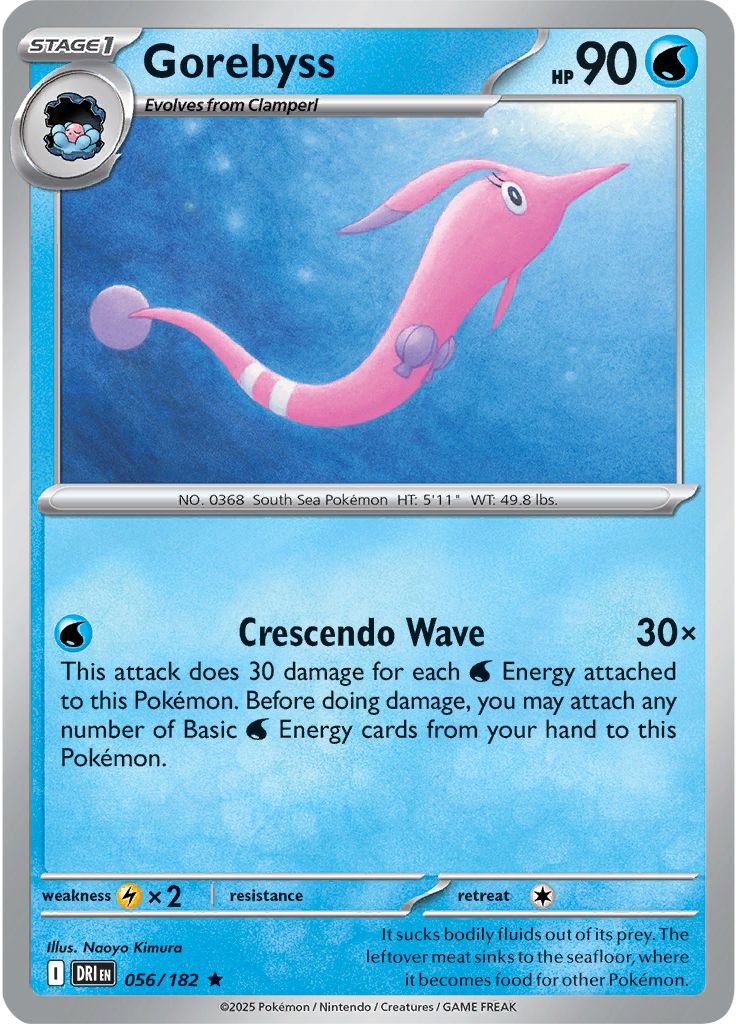 STAGE1
Gorebyss
HP 90
Evolves from Clamperl
NO. 0368 South Sea Pokémon HT: 5'11" WT: 49.8 lbs.
Crescendo Wave 30×
This attack does 30 damage for each Energy attached
to this Pokémon. Before doing damage, you may attach any
number of Basic Energy cards from your hand to this
Pokémon.
weakness ×2 resistance retreat
Illus. Naoyo Kimura
I DRI EN 056/182 ★
It sucks bodily fluids out of its prey. The
leftover meat sinks to the seafloor, where
it becomes food for other Pokémon.
©2025 Pokémon / Nintendo / Creatures / GAME FREAK